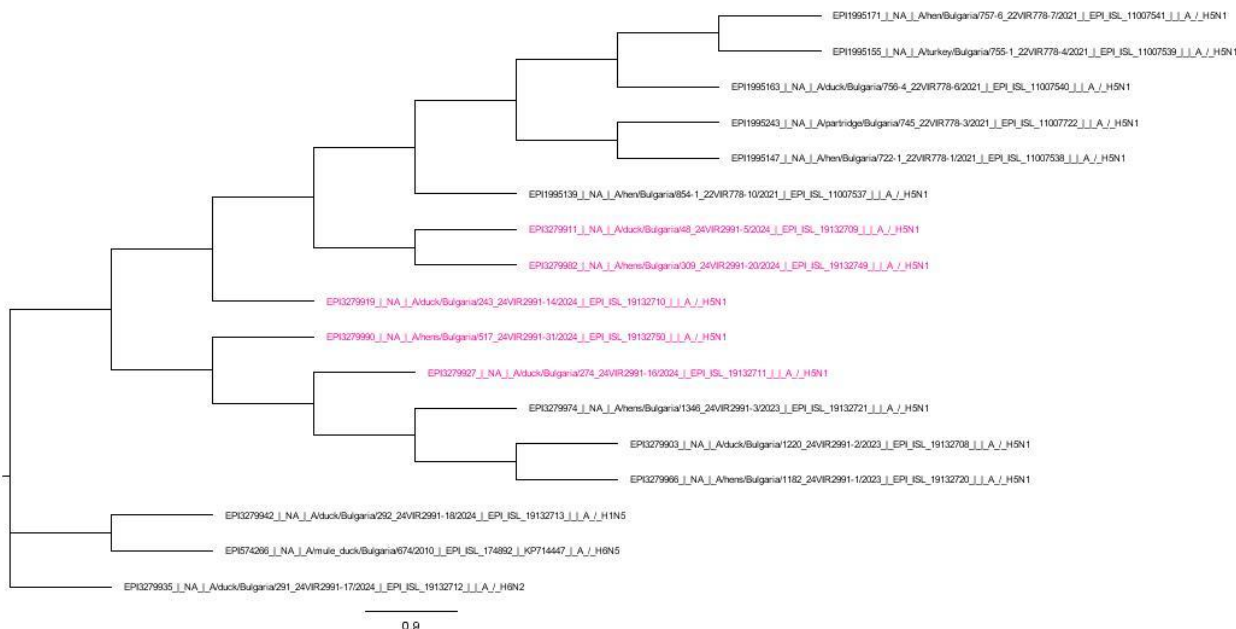 EPI1995171_|_NA_|_A/hen/Bulgaria/757-6_22VIR778-7/2021_|_EPI_ISL_11007541_|_|_A_/_H5N1
EPI1995155_|_NA_|_A/turkey/Bulgaria/755-1_22VIR778-4/2021_|_EPI_ISL_11007539_|_|_A_/_H5N1
EPI1995163_|_NA_|_A/duck/Bulgaria/756-4_22VIR778-6/2021_|_EPI_ISL_11007540_|_|_A_/_H5N1
EPI1995243_|_NA_|_A/partridge/Bulgaria/745_22VIR778-3/2021_|_EPI_ISL_11007722_|_|_A_/_H5N1
EPI1995147_|_NA_|_A/hen/Bulgaria/722-1_22VIR778-1/2021_|_EPI_ISL_11007538_|_|_A_/_H5N1
EPI1995139_|_NA_|_A/hen/Bulgaria/854-1_22VIR778-10/2021_|_EPI_ISL_11007537_|_|_A_/_H5N1
EPI3279911_|_NA_|_A/duck/Bulgaria/48_24VIR2991-5/2024_|_EPI_ISL_19132709_|_|_A_/_H5N1
EPI3279982_|_NA_|_A/hens/Bulgaria/309_24VIR2991-20/2024_|_EPI_ISL_19132749_|_|_A_/_H5N1
EPI3279919_|_NA_|_A/duck/Bulgaria/243_24VIR2991-14/2024_|_EPI_ISL_19132710_|_|_A_/_H5N1
EPI3279990_|_NA_|_A/hens/Bulgaria/517_24VIR2991-31/2024_|_EPI_ISL_19132750_|_|_A_/_H5N1
EPI3279927_|_NA_|_A/duck/Bulgaria/274_24VIR2991-16/2024_|_EPI_ISL_19132711_|_|_A_/_H5N1
EPI3279974_|_NA_|_A/hens/Bulgaria/1346_24VIR2991-3/2023_|_EPI_ISL_19132721_|_|_A_/_H5N1
EPI3279903_|_NA_|_A/duck/Bulgaria/1220_24VIR2991-2/2023_|_EPI_ISL_19132708_|_|_A_/_H5N1
EPI3279966_|_NA_|_A/hens/Bulgaria/1182_24VIR2991-1/2023_|_EPI_ISL_19132720_|_|_A_/_H5N1
EPI3279942_|_NA_|_A/duck/Bulgaria/292_24VIR2991-18/2024_|_EPI_ISL_19132713_|_|_A_/_H1N5
EPI574266_|_NA_|_A/mule_duck/Bulgaria/674/2010_|_EPI_ISL_174892_|_KP714447_|_A_/_H6N5
EPI3279935_|_NA_|_A/duck/Bulgaria/291_24VIR2991-17/2024_|_EPI_ISL_19132712_|_|_A_/_H6N2
0.9